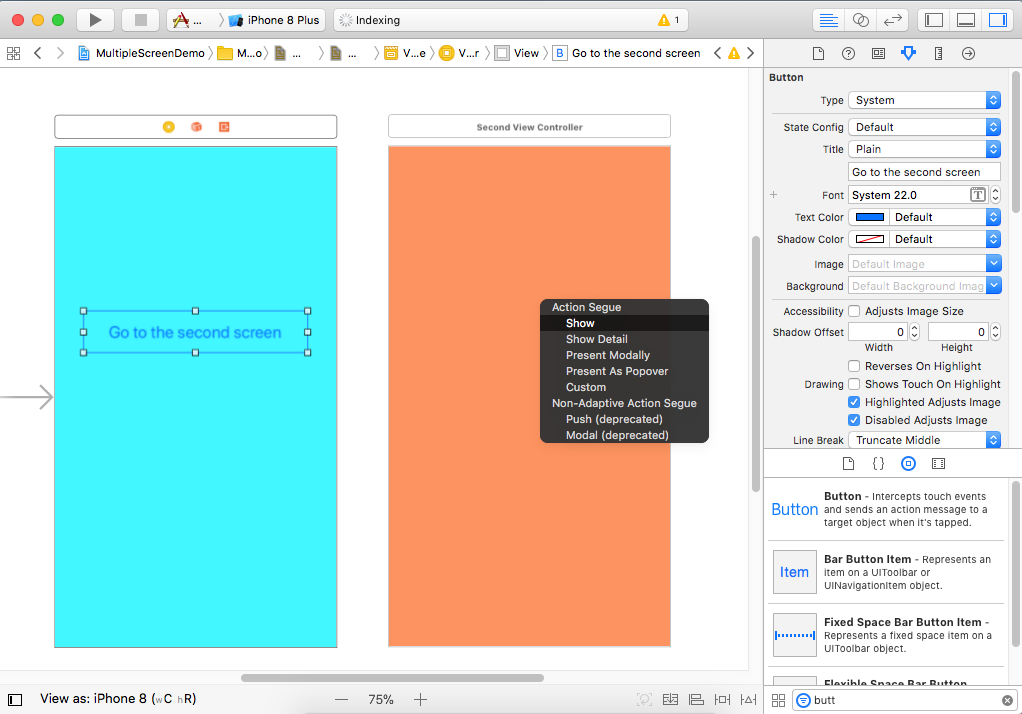 ... iPhone 8 Plus Indexing 1
MultipleScreenDemo M...o ... ... V...e V...r View B Go to the second screen
Second View Controller
Go to the second screen
Action Segue
Show
Show Detail
Present Modally
Present As Popover
Custom
Non-Adaptive Action Segue
Push (deprecated)
Modal (deprecated)
View as: iPhone 8 (wC hR)
75%
Button
Type System
State Config Default
Title Plain
Go to the second screen
Font System 22.0 T
Text Color Default
Shadow Color Default
Image Default Image
Background Default Background Imag
Accessibility Adjusts Image Size
Shadow Offset 0 0
Width Height
Reverses On Highlight
Drawing Shows Touch On Highlight
Highlighted Adjusts Image
Disabled Adjusts Image
Line Break Truncate Middle
{}
Button
Button - Intercepts touch events
and sends an action message to a
target object when it's tapped.
Item
Bar Button Item - Represents an
item on a UIToolbar or
UINavigationItem object.
Fixed Space Bar Button Item -
Represents a fixed space item on a
UIToolbar object.
Flexible Space Bar Button
butt